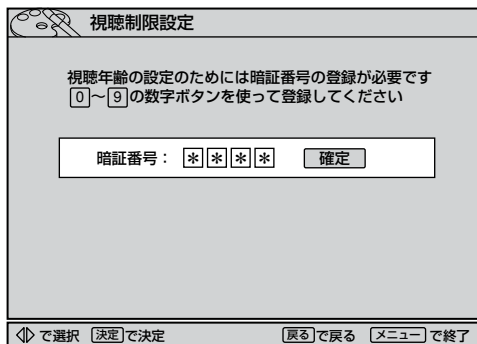 視聴制限設定
視聴年齢の設定のためには暗証番号の登録が必要です
0～9の数字ボタンを使って登録してください
暗証番号： ＊＊＊＊ 確定
で選択 決定で決定 戻るで戻る メニューで終了